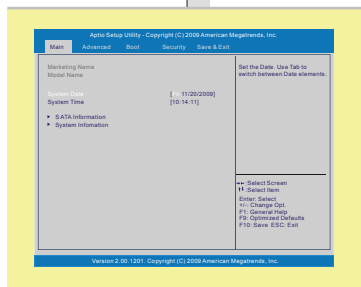 Aptio Setup Utility - Copyright (C) 2009 American Megatrends, Inc.
Main Advanced Boot Security Save & Exit
Marketing Name
Model Name
System Date [Fri 11/20/2009]
System Time [10:14:11]
SATA Information
System Infomation
Set the Date. Use Tab to
switch between Date elements.
:Select Screen
:Select Item
Enter: Select
+/-: Change Opt.
F1: General Help
F9: Optimized Defaults
F10: Save ESC: Exit
Version 2.00.1201. Copyright (C) 2009 American Megatrends, Inc.